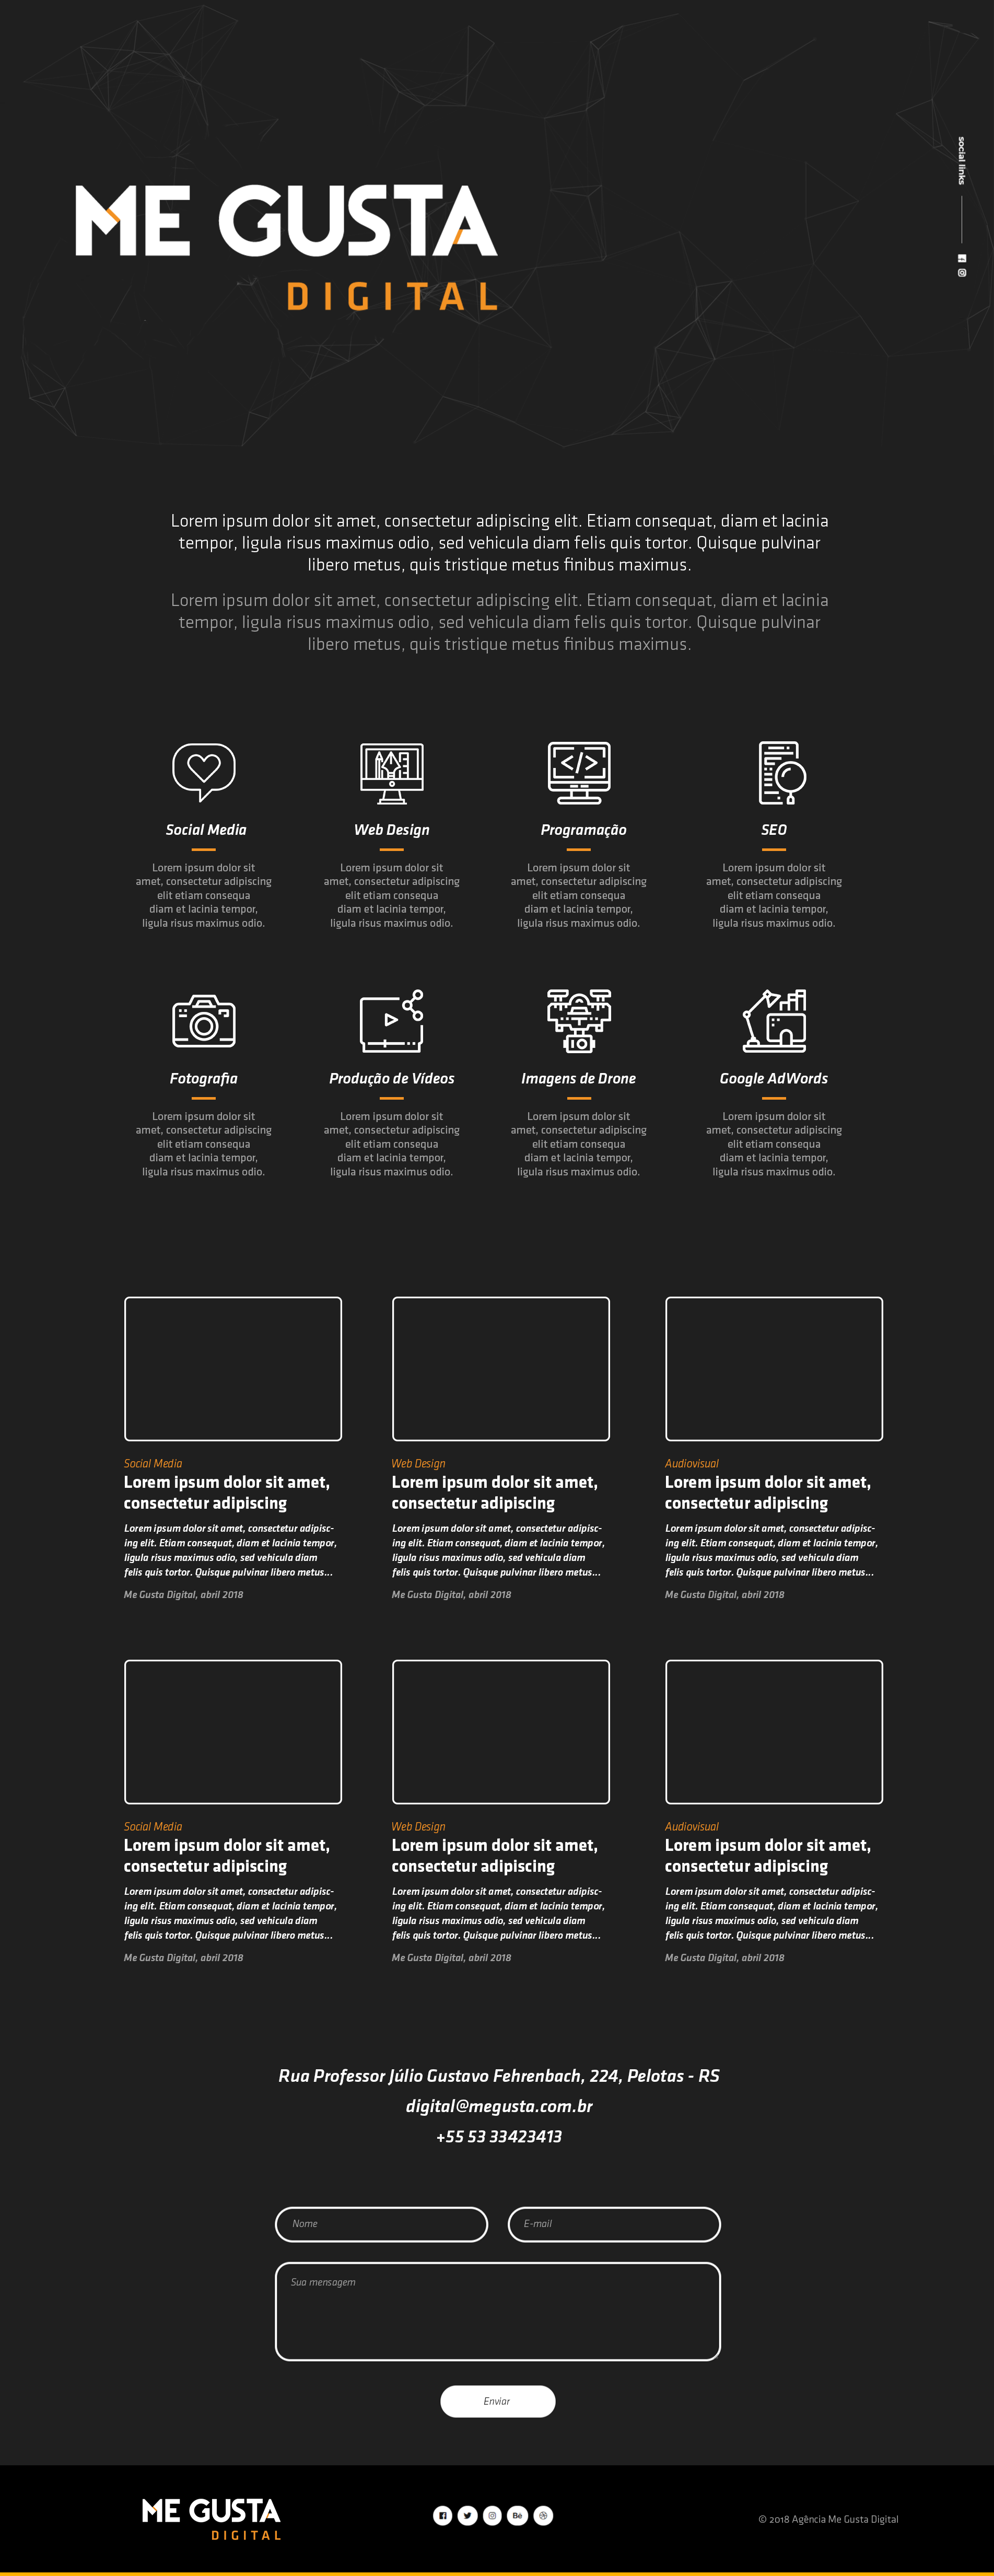 social links
ME GUSTA
DIGITAL
Lorem ipsum dolor sit amet, consectetur adipiscing elit. Etiam consequat, diam et lacinia
tempor, ligula risus maximus odio, sed vehicula diam felis quis tortor. Quisque pulvinar
libero metus, quis tristique metus finibus maximus.
Lorem ipsum dolor sit amet, consectetur adipiscing elit. Etiam consequat, diam et lacinia
tempor, ligula risus maximus odio, sed vehicula diam felis quis tortor. Quisque pulvinar
libero metus, quis tristique metus finibus maximus.
Social Media
Lorem ipsum dolor sit
amet, consectetur adipiscing
elit etiam consequa
diam et lacinia tempor,
ligula risus maximus odio.
Web Design
Lorem ipsum dolor sit
amet, consectetur adipiscing
elit etiam consequa
diam et lacinia tempor,
ligula risus maximus odio.
Programação
Lorem ipsum dolor sit
amet, consectetur adipiscing
elit etiam consequa
diam et lacinia tempor,
ligula risus maximus odio.
SEO
Lorem ipsum dolor sit
amet, consectetur adipiscing
elit etiam consequa
diam et lacinia tempor,
ligula risus maximus odio.
Fotografia
Lorem ipsum dolor sit
amet, consectetur adipiscing
elit etiam consequa
diam et lacinia tempor,
ligula risus maximus odio.
Produção de Vídeos
Lorem ipsum dolor sit
amet, consectetur adipiscing
elit etiam consequa
diam et lacinia tempor,
ligula risus maximus odio.
Imagens de Drone
Lorem ipsum dolor sit
amet, consectetur adipiscing
elit etiam consequa
diam et lacinia tempor,
ligula risus maximus odio.
Google AdWords
Lorem ipsum dolor sit
amet, consectetur adipiscing
elit etiam consequa
diam et lacinia tempor,
ligula risus maximus odio.
Social Media
Lorem ipsum dolor sit amet,
consectetur adipiscing
Lorem ipsum dolor sit amet, consectetur adipisc-
ing elit. Etiam consequat, diam et lacinia tempor,
ligula risus maximus odio, sed vehicula diam
felis quis tortor. Quisque pulvinar libero metus...
Me Gusta Digital, abril 2018
Web Design
Lorem ipsum dolor sit amet,
consectetur adipiscing
Lorem ipsum dolor sit amet, consectetur adipisc-
ing elit. Etiam consequat, diam et lacinia tempor,
ligula risus maximus odio, sed vehicula diam
felis quis tortor. Quisque pulvinar libero metus...
Me Gusta Digital, abril 2018
Audiovisual
Lorem ipsum dolor sit amet,
consectetur adipiscing
Lorem ipsum dolor sit amet, consectetur adipisc-
ing elit. Etiam consequat, diam et lacinia tempor,
ligula risus maximus odio, sed vehicula diam
felis quis tortor. Quisque pulvinar libero metus...
Me Gusta Digital, abril 2018
Social Media
Lorem ipsum dolor sit amet,
consectetur adipiscing
Lorem ipsum dolor sit amet, consectetur adipisc-
ing elit. Etiam consequat, diam et lacinia tempor,
ligula risus maximus odio, sed vehicula diam
felis quis tortor. Quisque pulvinar libero metus...
Me Gusta Digital, abril 2018
Web Design
Lorem ipsum dolor sit amet,
consectetur adipiscing
Lorem ipsum dolor sit amet, consectetur adipisc-
ing elit. Etiam consequat, diam et lacinia tempor,
ligula risus maximus odio, sed vehicula diam
felis quis tortor. Quisque pulvinar libero metus...
Me Gusta Digital, abril 2018
Audiovisual
Lorem ipsum dolor sit amet,
consectetur adipiscing
Lorem ipsum dolor sit amet, consectetur adipisc-
ing elit. Etiam consequat, diam et lacinia tempor,
ligula risus maximus odio, sed vehicula diam
felis quis tortor. Quisque pulvinar libero metus...
Me Gusta Digital, abril 2018
Rua Professor Júlio Gustavo Fehrenbach, 224, Pelotas - RS
digital@megusta.com.br
+55 53 33423413
Nome
E-mail
Sua mensagem
Enviar
ME GUSTA
DIGITAL
Bē
© 2018 Agência Me Gusta Digital